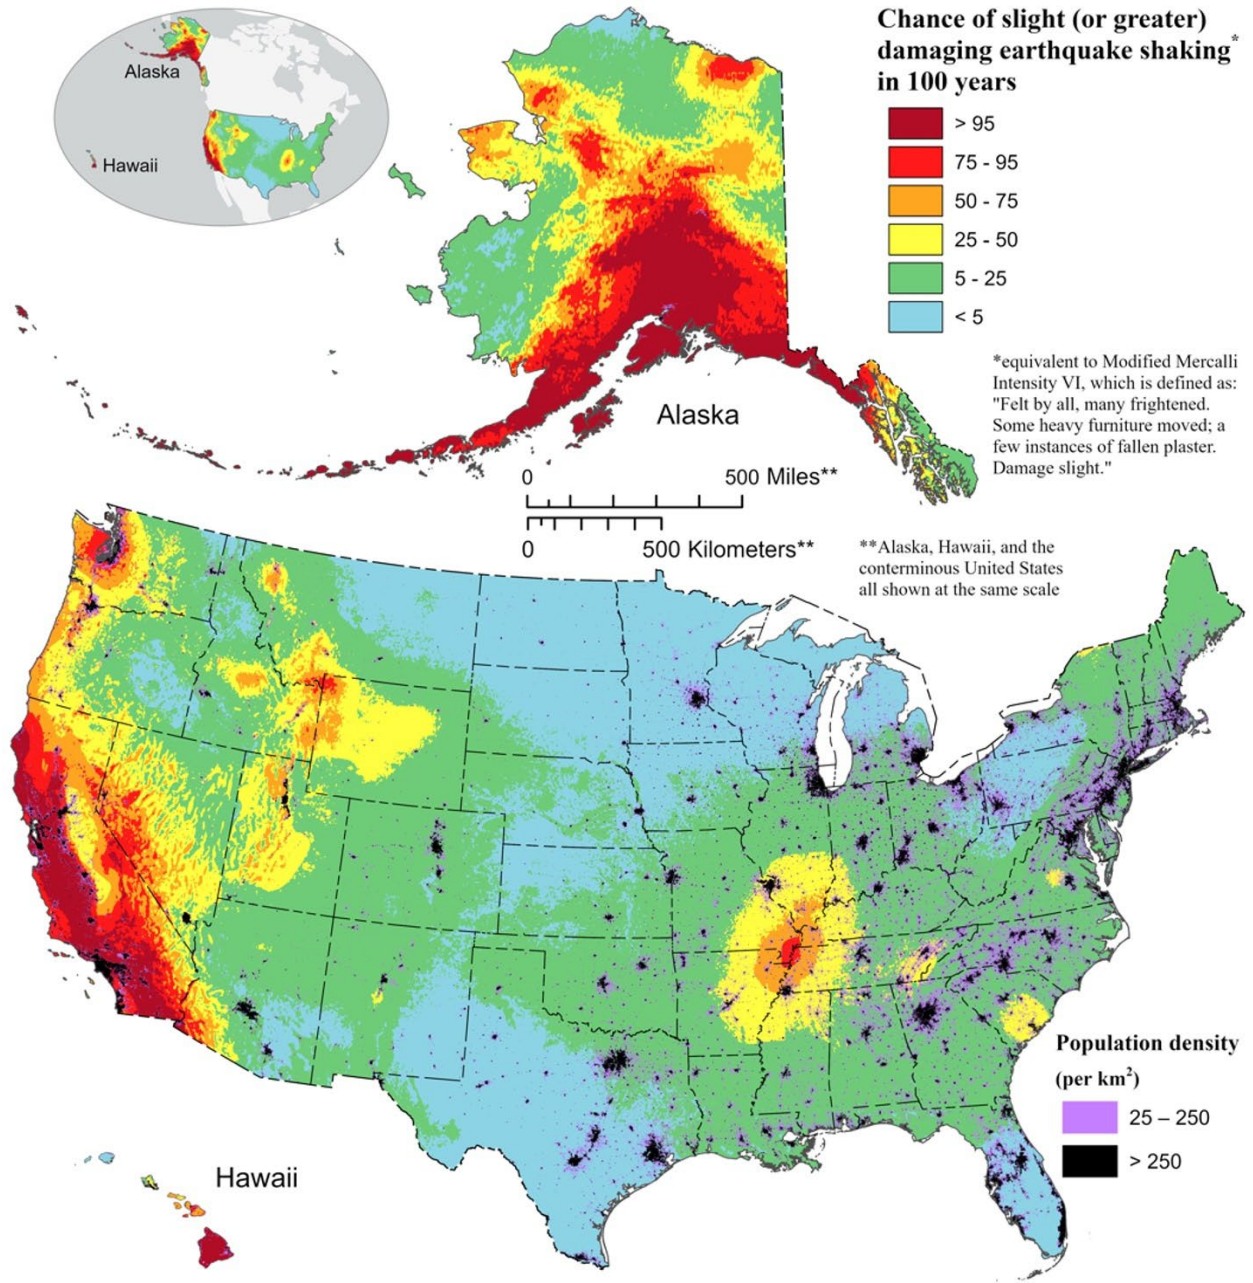 Alaska
Hawaii
Chance of slight (or greater)
damaging earthquake shaking*
in 100 years
> 95
75 - 95
50 - 75
25 - 50
5 - 25
< 5
*equivalent to Modified Mercalli
Intensity VI, which is defined as:
"Felt by all, many frightened.
Some heavy furniture moved; a
few instances of fallen plaster.
Damage slight."
Alaska
0 500 Miles**
0 500 Kilometers**
**Alaska, Hawaii, and the
conterminous United States
all shown at the same scale
Population density
(per km²)
25 – 250
> 250
Hawaii